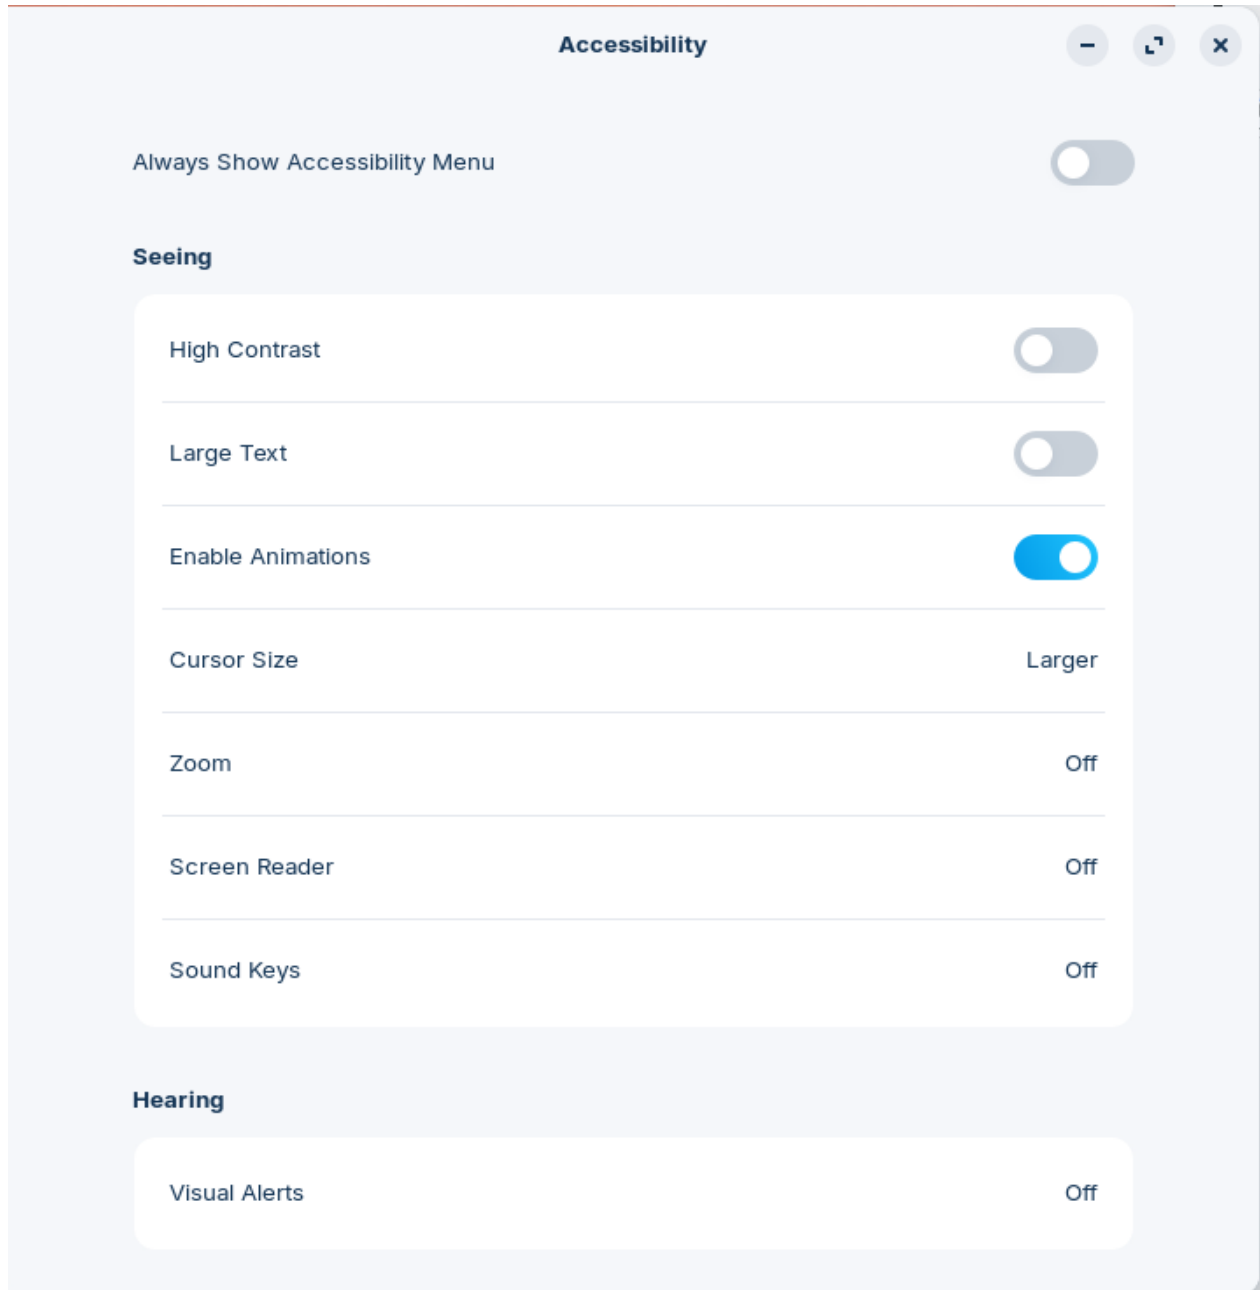 Accessibility
Always Show Accessibility Menu
Seeing
High Contrast
Large Text
Enable Animations
Cursor Size Larger
Zoom Off
Screen Reader Off
Sound Keys Off
Hearing
Visual Alerts Off